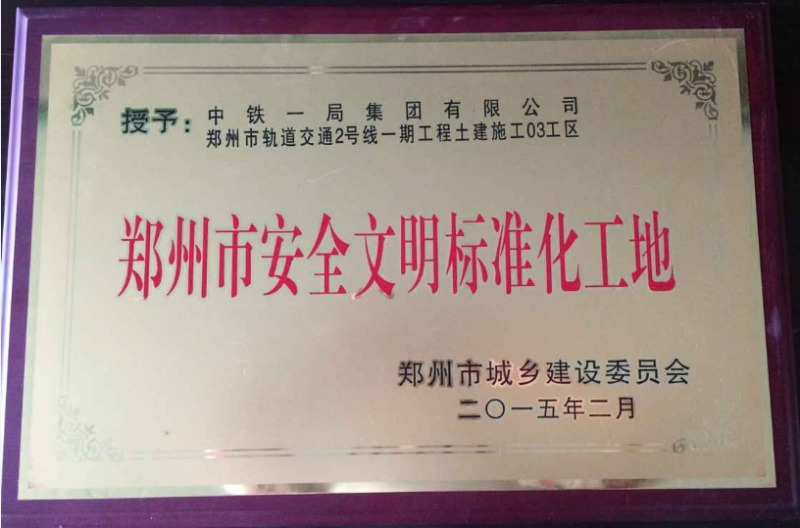 授予：中铁一局集团有限公司
郑州市轨道交通2号线一期工程土建施工03工区
郑州市安全文明标准化工地
郑州市城乡建设委员会
二〇一五年二月